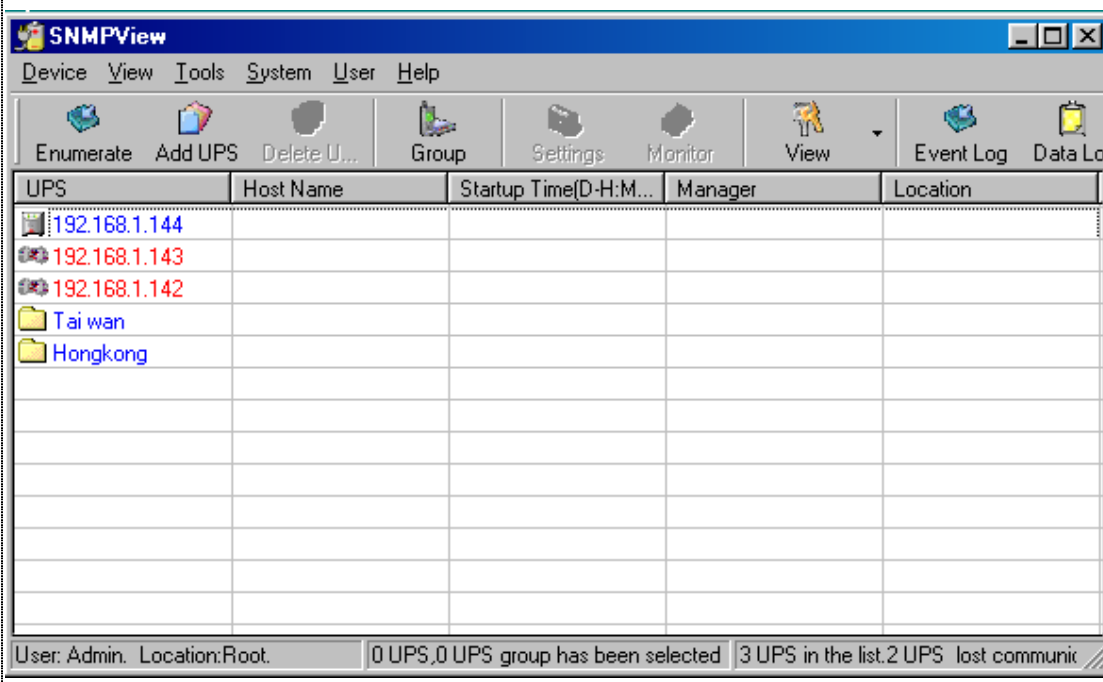 SNMPView
Device View Tools System User Help
Enumerate Add UPS Delete U... Group Settings Monitor View Event Log Data Lo
UPS Host Name Startup Time(D-H:M... Manager Location
192.168.1.144
192.168.1.143
192.168.1.142
Tai wan
Hongkong
User: Admin. Location:Root. 0 UPS,0 UPS group has been selected 3 UPS in the list.2 UPS lost communic